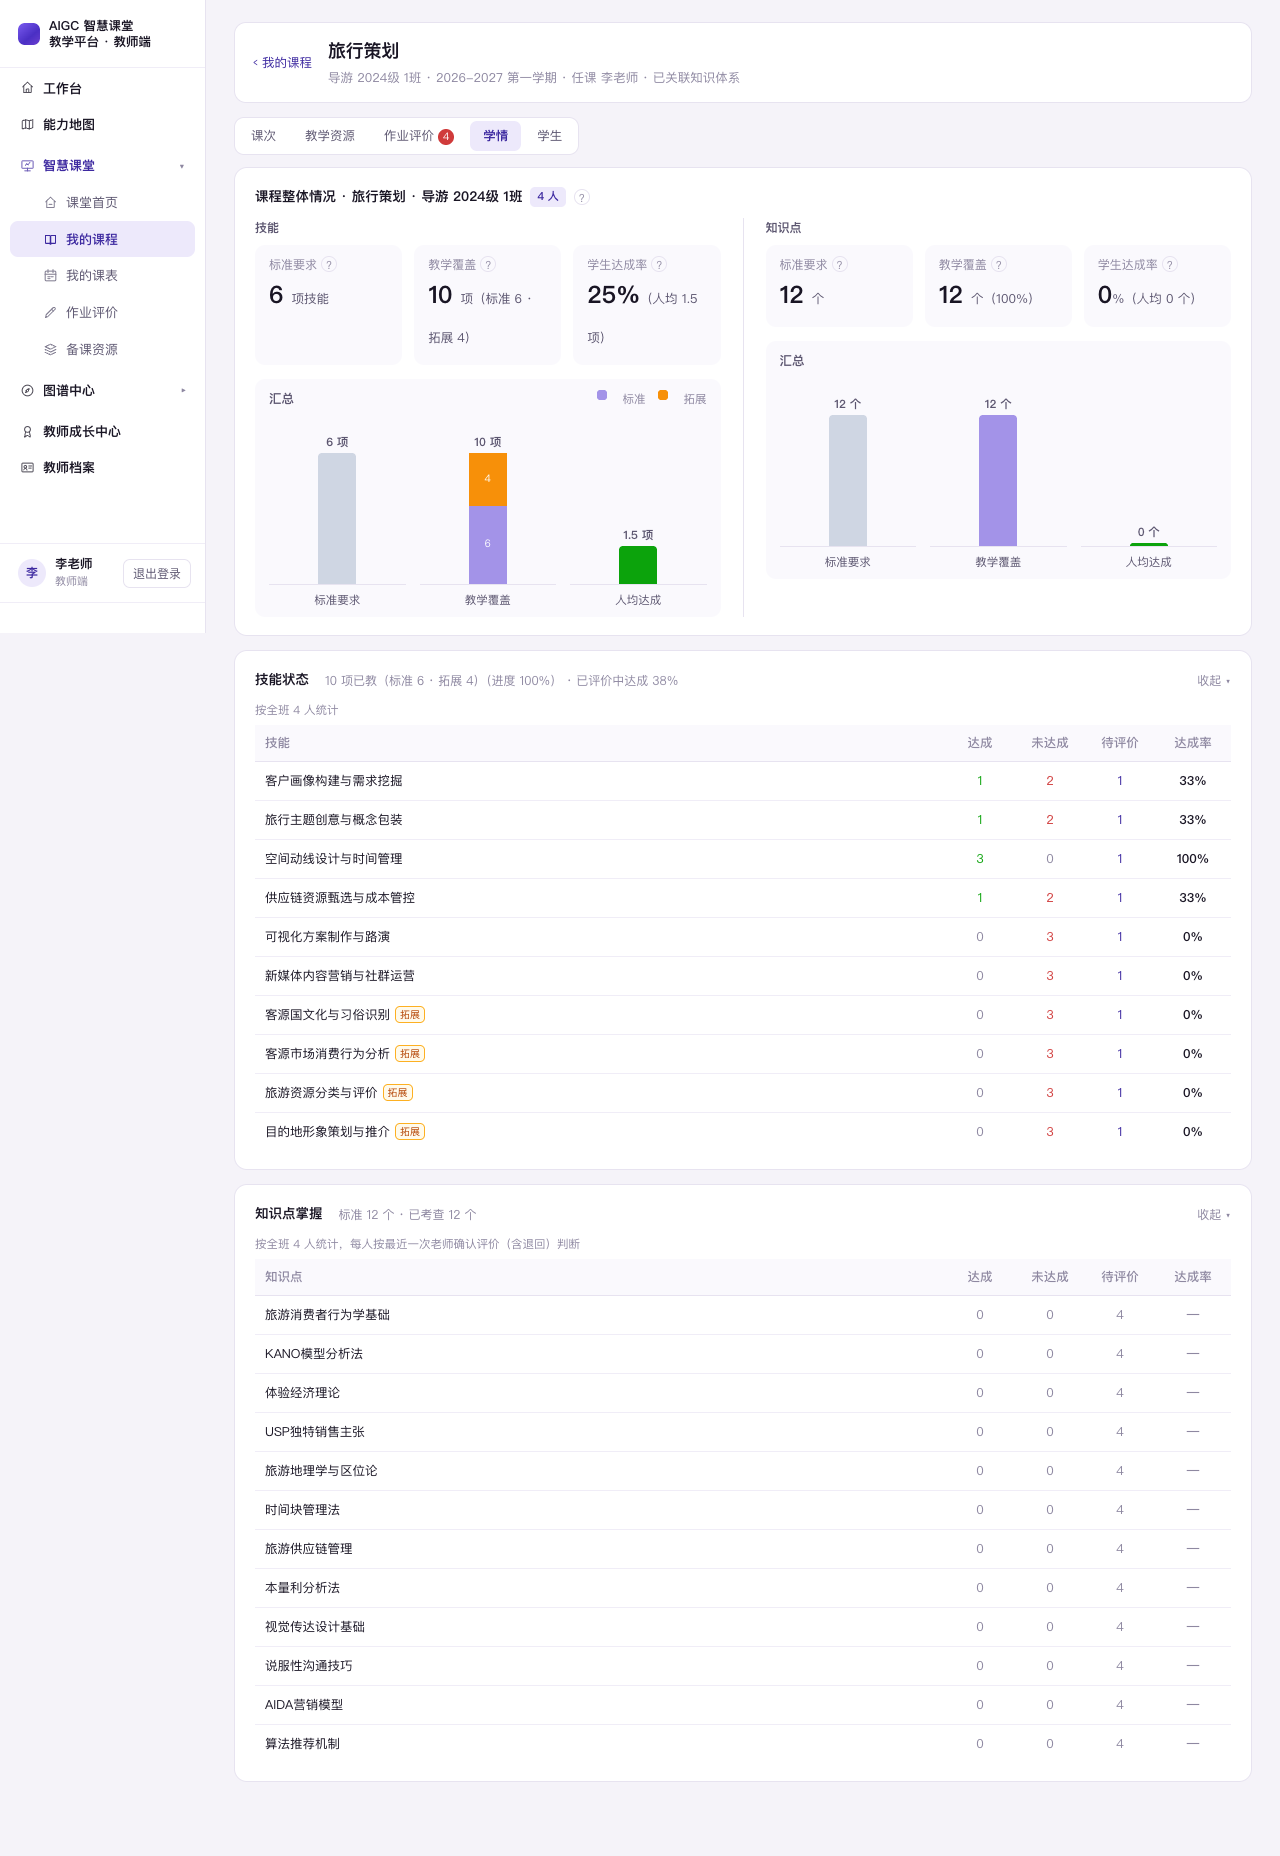 AIGC 智慧课堂
教学平台 · 教师端
工作台
能力地图
智慧课堂
课堂首页
我的课程
我的课表
作业评价
备课资源
图谱中心
教师成长中心
教师档案
李 李老师
教师端
退出登录
‹ 我的课程
旅行策划
导游 2024级 1班 · 2026–2027 第一学期 · 任课 李老师 · 已关联知识体系
课次 教学资源 作业评价 4 学情 学生
课程整体情况 · 旅行策划 · 导游 2024级 1班 4 人 ?
技能
标准要求 ?
6 项技能
教学覆盖 ?
10 项（标准 6 ·
拓展 4）
学生达成率 ?
25%（人均 1.5
项）
汇总
标准 拓展
6 项
10 项
4
6
1.5 项
标准要求 教学覆盖 人均达成
知识点
标准要求 ?
12 个
教学覆盖 ?
12 个（100%）
学生达成率 ?
0%（人均 0 个）
汇总
12 个
12 个
0 个
标准要求 教学覆盖 人均达成
技能状态 10 项已教（标准 6 · 拓展 4）（进度 100%） · 已评价中达成 38% 收起
按全班 4 人统计
技能 达成 未达成 待评价 达成率
客户画像构建与需求挖掘 1 2 1 33%
旅行主题创意与概念包装 1 2 1 33%
空间动线设计与时间管理 3 0 1 100%
供应链资源甄选与成本管控 1 2 1 33%
可视化方案制作与路演 0 3 1 0%
新媒体内容营销与社群运营 0 3 1 0%
客源国文化与习俗识别 拓展 0 3 1 0%
客源市场消费行为分析 拓展 0 3 1 0%
旅游资源分类与评价 拓展 0 3 1 0%
目的地形象策划与推介 拓展 0 3 1 0%
知识点掌握 标准 12 个 · 已考查 12 个 收起
按全班 4 人统计，每人按最近一次老师确认评价（含退回）判断
知识点 达成 未达成 待评价 达成率
旅游消费者行为学基础 0 0 4 —
KANO模型分析法 0 0 4 —
体验经济理论 0 0 4 —
USP独特销售主张 0 0 4 —
旅游地理学与区位论 0 0 4 —
时间块管理法 0 0 4 —
旅游供应链管理 0 0 4 —
本量利分析法 0 0 4 —
视觉传达设计基础 0 0 4 —
说服性沟通技巧 0 0 4 —
AIDA营销模型 0 0 4 —
算法推荐机制 0 0 4 —